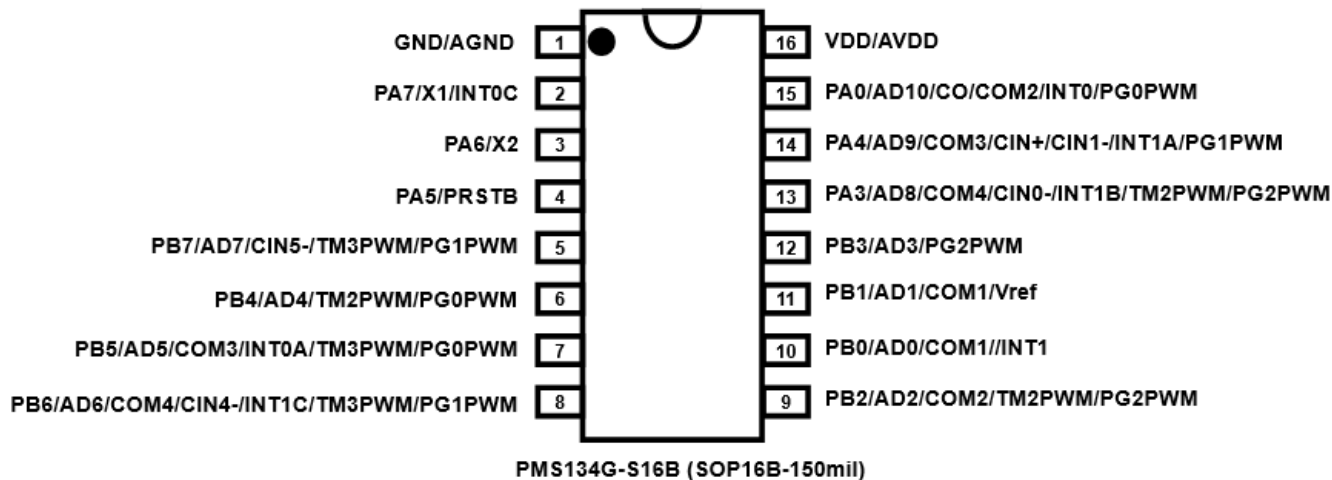 GND/AGND 1 16 VDD/AVDD
PA7/X1/INT0C 2 15 PA0/AD10/CO/COM2/INT0/PG0PWM
PA6/X2 3 14 PA4/AD9/COM3/CIN+/CIN1-/INT1A/PG1PWM
PA5/PRSTB 4 13 PA3/AD8/COM4/CIN0-/INT1B/TM2PWM/PG2PWM
PB7/AD7/CIN5-/TM3PWM/PG1PWM 5 12 PB3/AD3/PG2PWM
PB4/AD4/TM2PWM/PG0PWM 6 11 PB1/AD1/COM1/Vref
PB5/AD5/COM3/INT0A/TM3PWM/PG0PWM 7 10 PB0/AD0/COM1//INT1
PB6/AD6/COM4/CIN4-/INT1C/TM3PWM/PG1PWM 8 9 PB2/AD2/COM2/TM2PWM/PG2PWM
PMS134G-S16B (SOP16B-150mil)